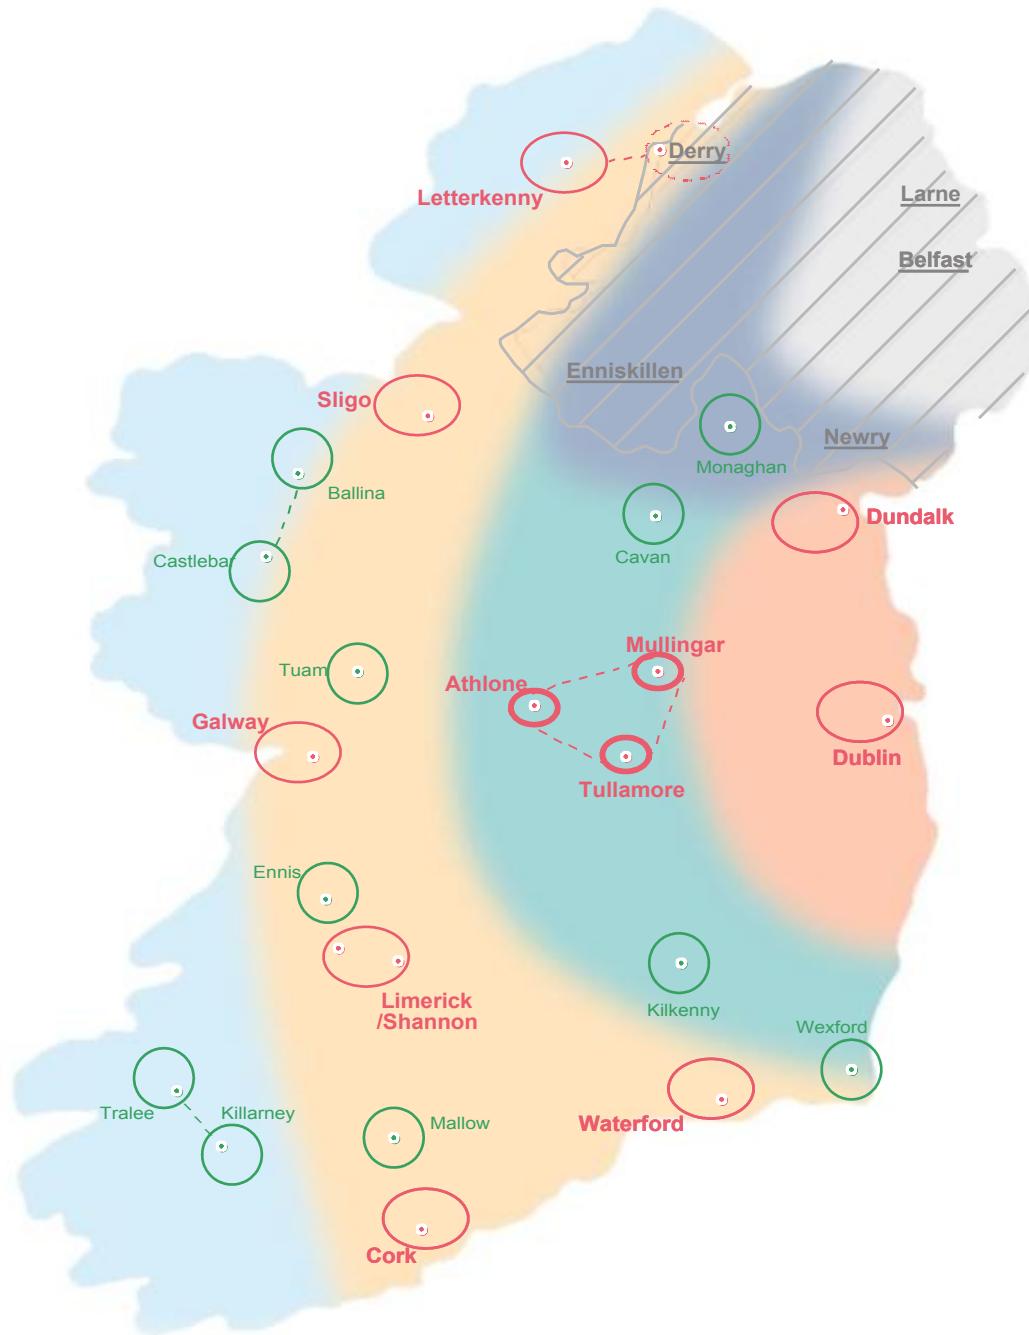 Derry
Letterkenny
Larne
Belfast
Enniskillen
Sligo
Newry
Monaghan
Ballina
Dundalk
Castlebar
Cavan
Mullingar
Tuam
Athlone
Galway
Dublin
Tullamore
Ennis
Limerick
/Shannon
Kilkenny
Wexford
Tralee
Killarney
Mallow
Waterford
Cork